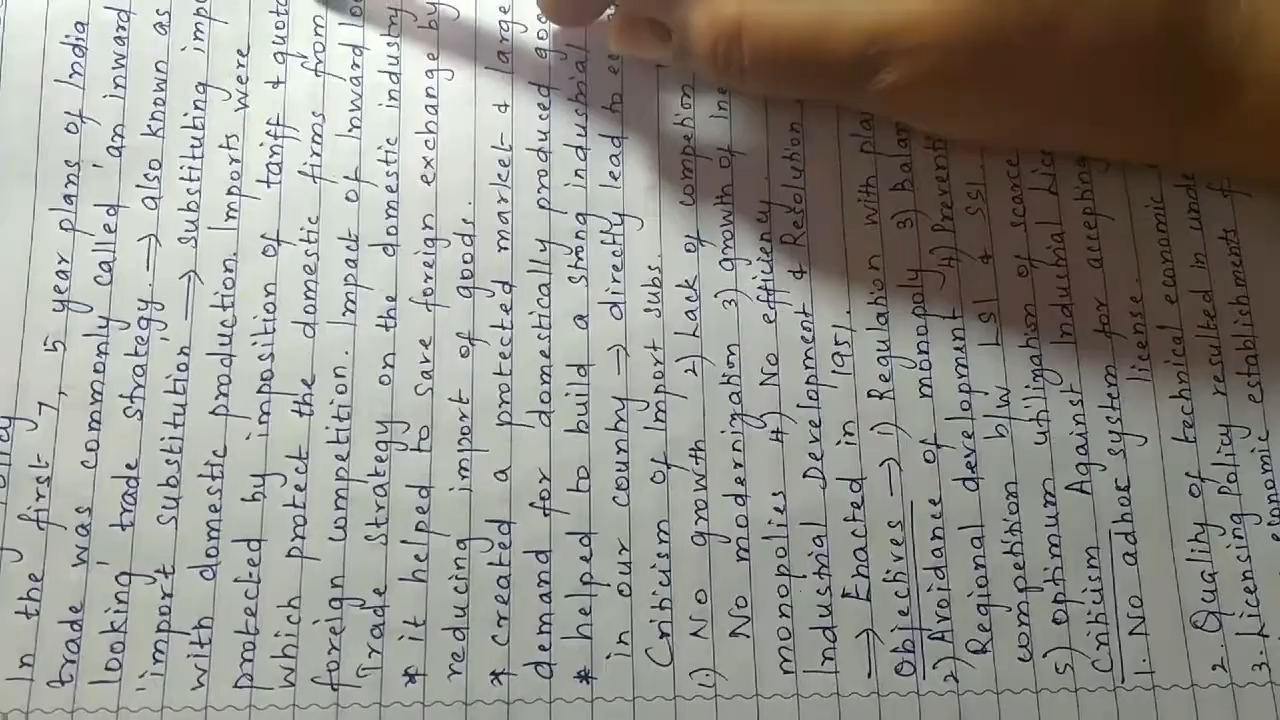 Policy
In the first 7, 5 year plans of India
trade was commonly called 'an inward
looking' trade strategy. → also known as
'import substitution ⇒ substituting impo
with domestic production. Imports were
protected by imposition of tariff & quota
which protect the domestic firms from
foreign competition. Impact of Inward loo
Trade Strategy on the domestic industry
* it helped to save foreign exchange by
reducing import of goods.
* created a protected market & large
demand for domestically produced goo
* helped to build a strong industrial
in our country → directly lead to ec
Criticism of Import subs.
1.) No growth 2) Lack of competion
No modernization 3) growth of ine
monopolies 4) No efficiency
Industrial Development & Resolution
→ Enacted in 1951.
Objectives → 1) Regulation with pla
2) Avoidance of monopoly 3) Balan
Regional development 4) Preventi
competition b/w LSI & SSI.
5) optimum utilization of scarce
Criticism Against Industrial Lice
1. No adhoc system for accepting
license.
2. Quality of technical economic
3. Licensing Policy resulted in unde
establishments of
economic